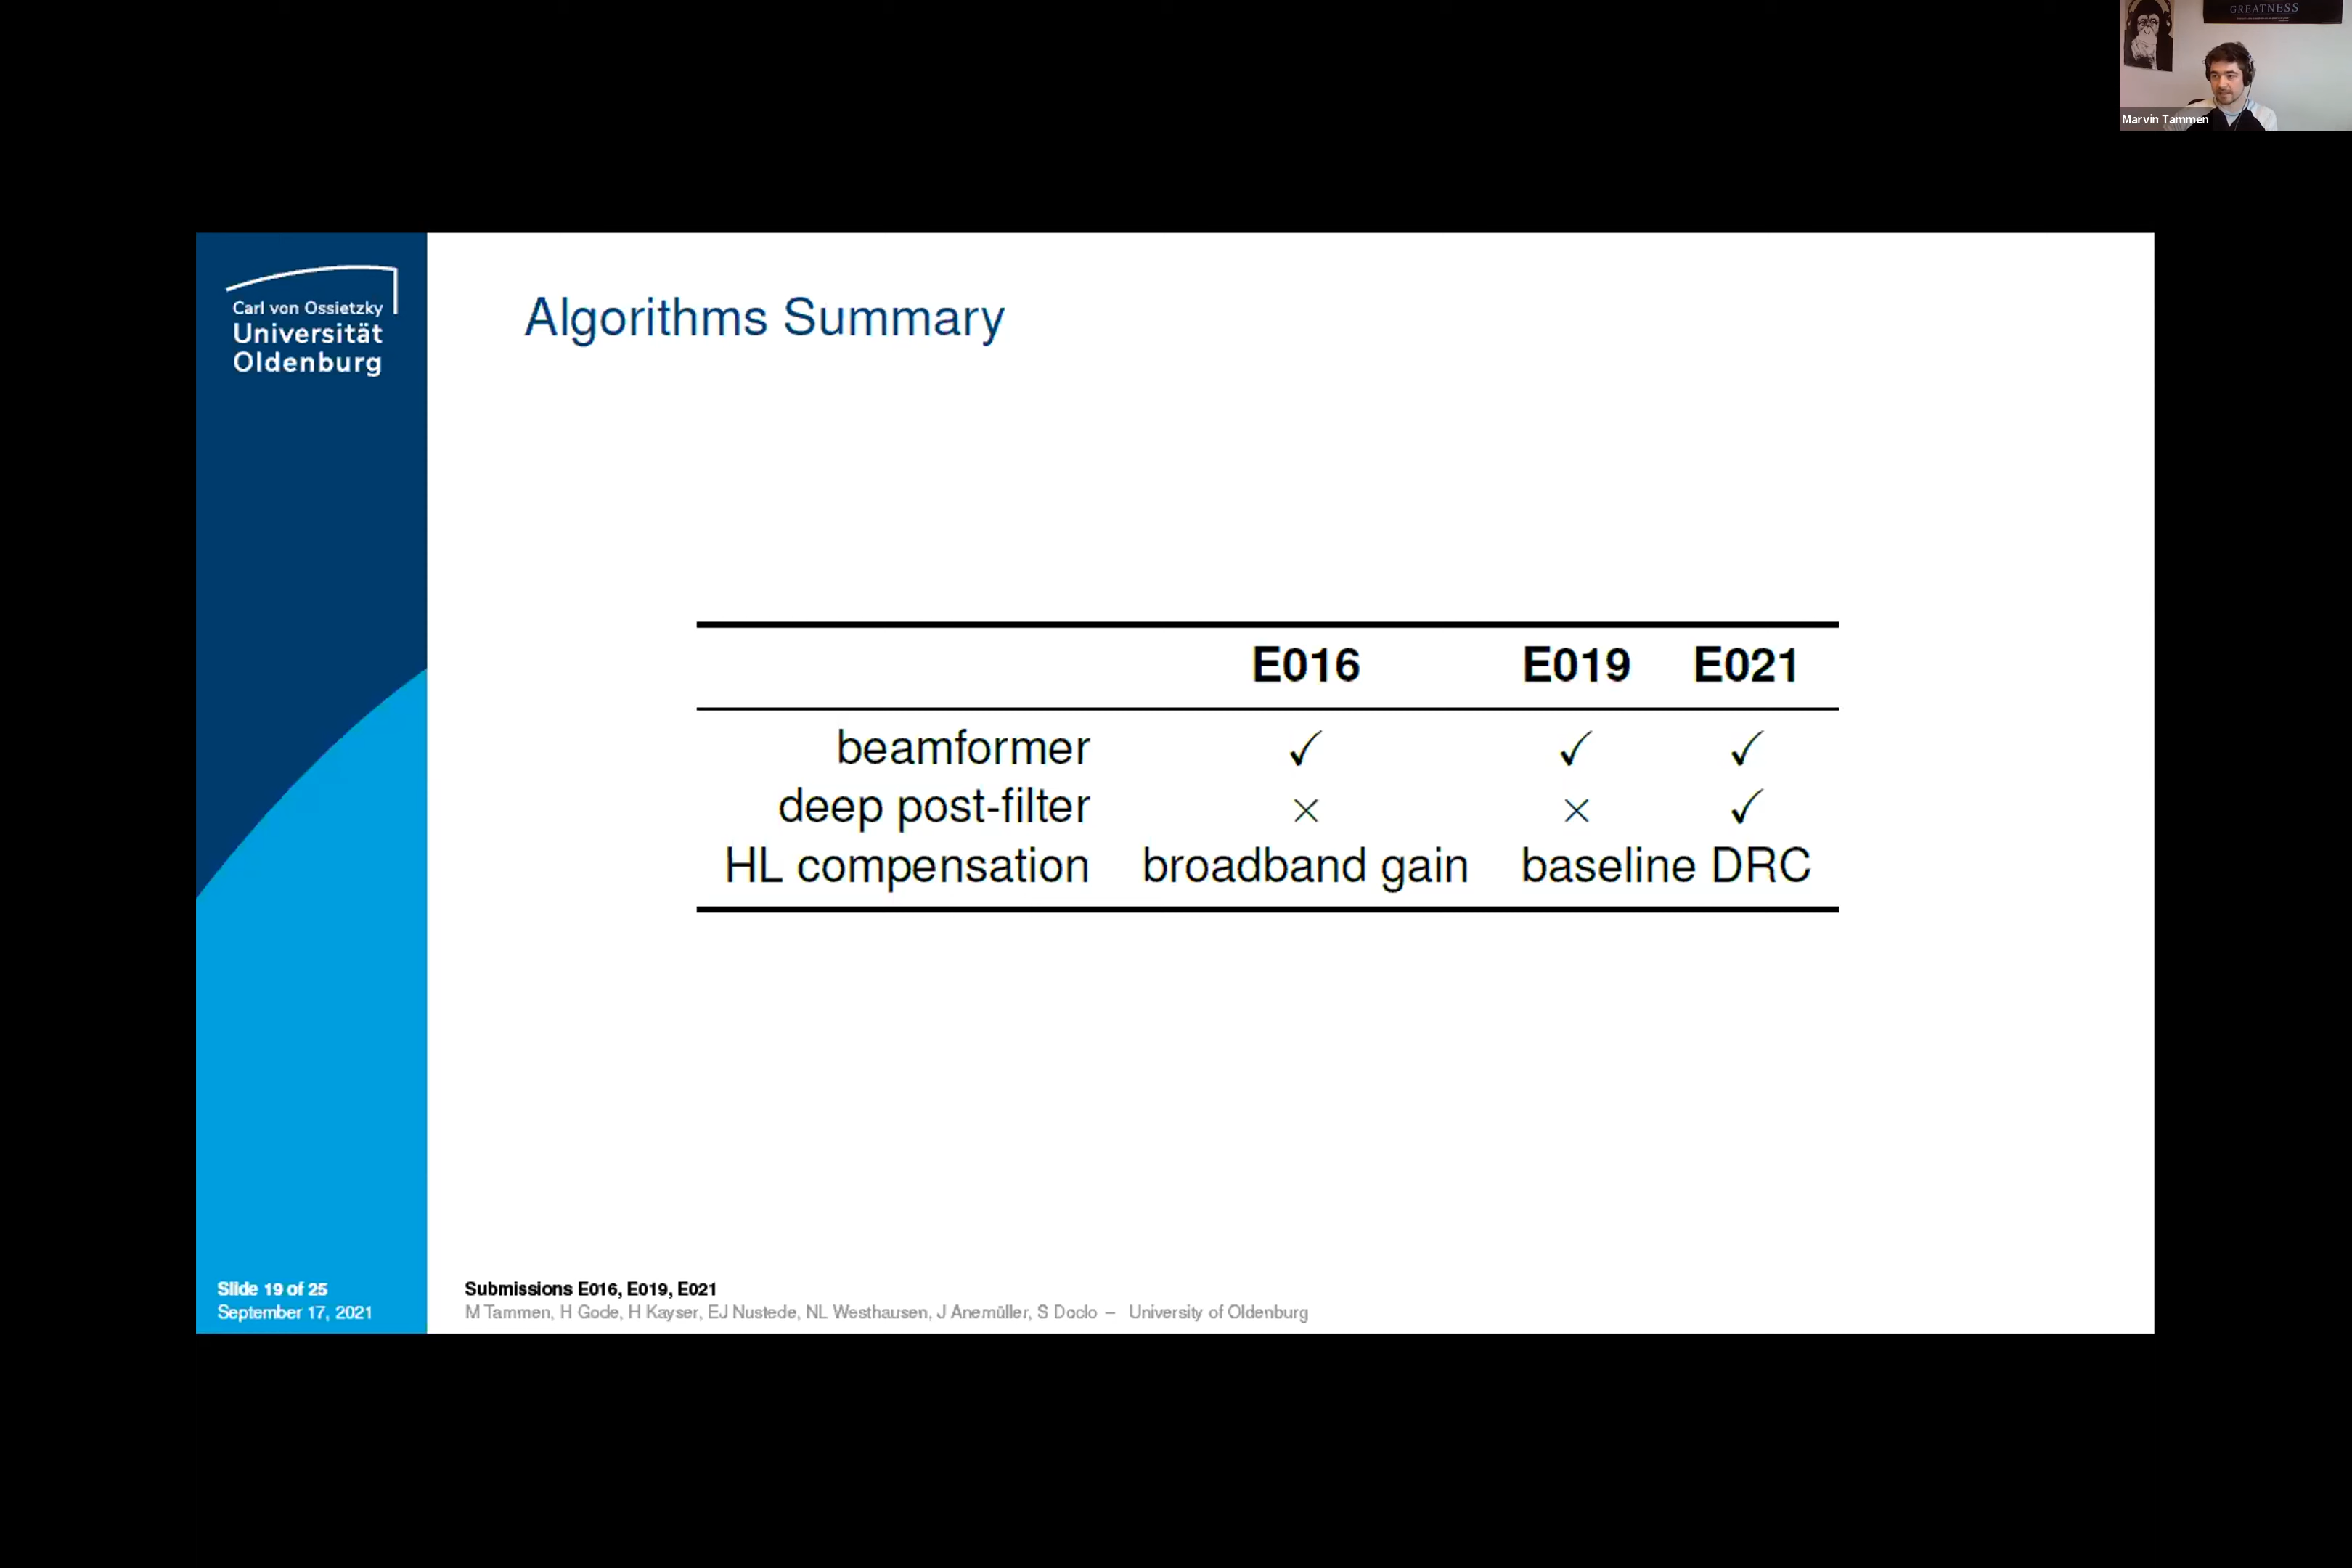 GREATNESS
Marvin Tammen
Carl von Ossietzky
Universität
Oldenburg
Algorithms Summary
E016 E019 E021
beamformer ✓ ✓ ✓
deep post-filter × × ✓
HL compensation broadband gain baseline DRC
Slide 19 of 25
September 17, 2021
Submissions E016, E019, E021
M Tammen, H Gode, H Kayser, EJ Nustede, NL Westhausen, J Anemüller, S Doclo – University of Oldenburg